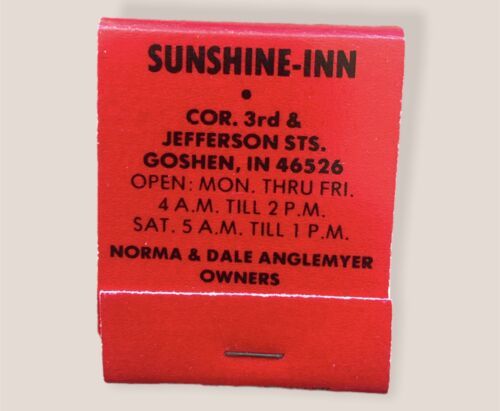 SUNSHINE-INN
•
COR. 3rd &
JEFFERSON STS.
GOSHEN, IN 46526
OPEN: MON. THRU FRI.
4 A.M. TILL 2 P.M.
SAT. 5 A.M. TILL 1 P.M.
NORMA & DALE ANGLEMYER
OWNERS